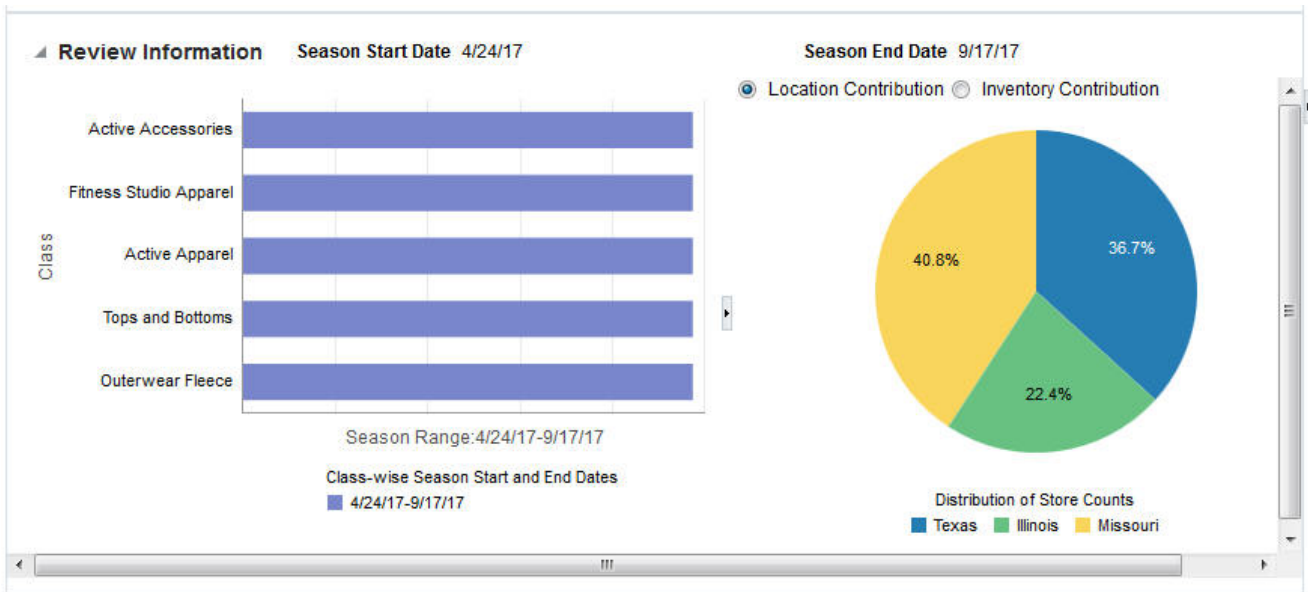 Review Information
Season Start Date 4/24/17
Season End Date 9/17/17
Location Contribution
Inventory Contribution
Class
Active Accessories
Fitness Studio Apparel
Active Apparel
Tops and Bottoms
Outerwear Fleece
Season Range:4/24/17-9/17/17
Class-wise Season Start and End Dates
4/24/17-9/17/17
36.7%
40.8%
22.4%
Distribution of Store Counts
Texas Illinois Missouri